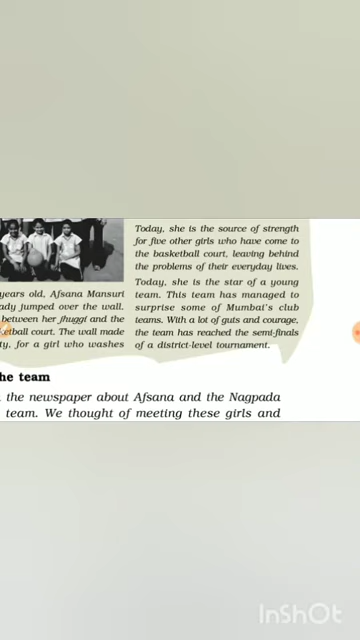 years old, Afsana Mansuri
ady jumped over the wall.
between her jhuggi and the
ketball court. The wall made
ty, for a girl who washes
Today, she is the source of strength
for five other girls who have come to
the basketball court, leaving behind
the problems of their everyday lives.
Today, she is the star of a young
team. This team has managed to
surprise some of Mumbai's club
teams. With a lot of guts and courage,
the team has reached the semi-finals
of a district-level tournament.
he team
the newspaper about Afsana and the Nagpada
team. We thought of meeting these girls and
InShOt